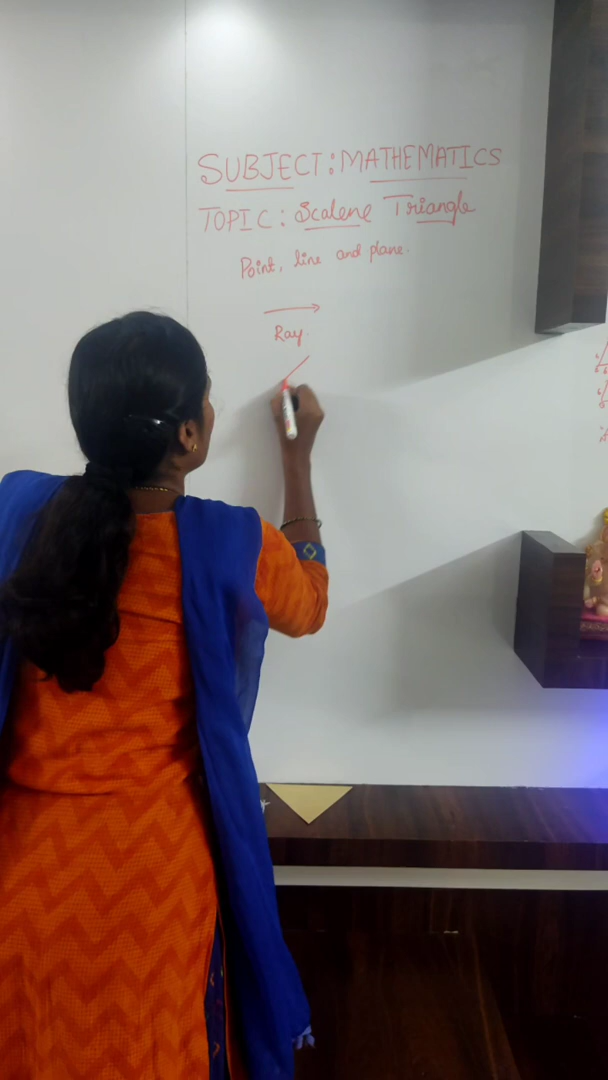 SUBJECT: MATHEMATICS
TOPIC: Scalene Triangle
Point, line and plane.
Ray.